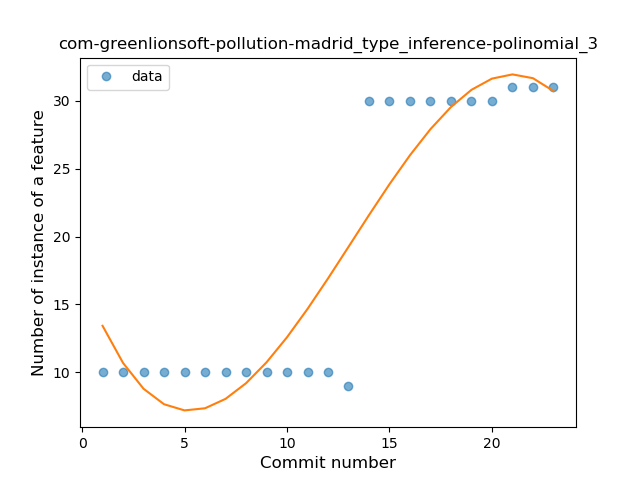 com-greenlionsoft-pollution-madrid_type_inference-polinomial_3
data
Number of instance of a feature
30
25
20
15
10
0
5
10
15
20
Commit number